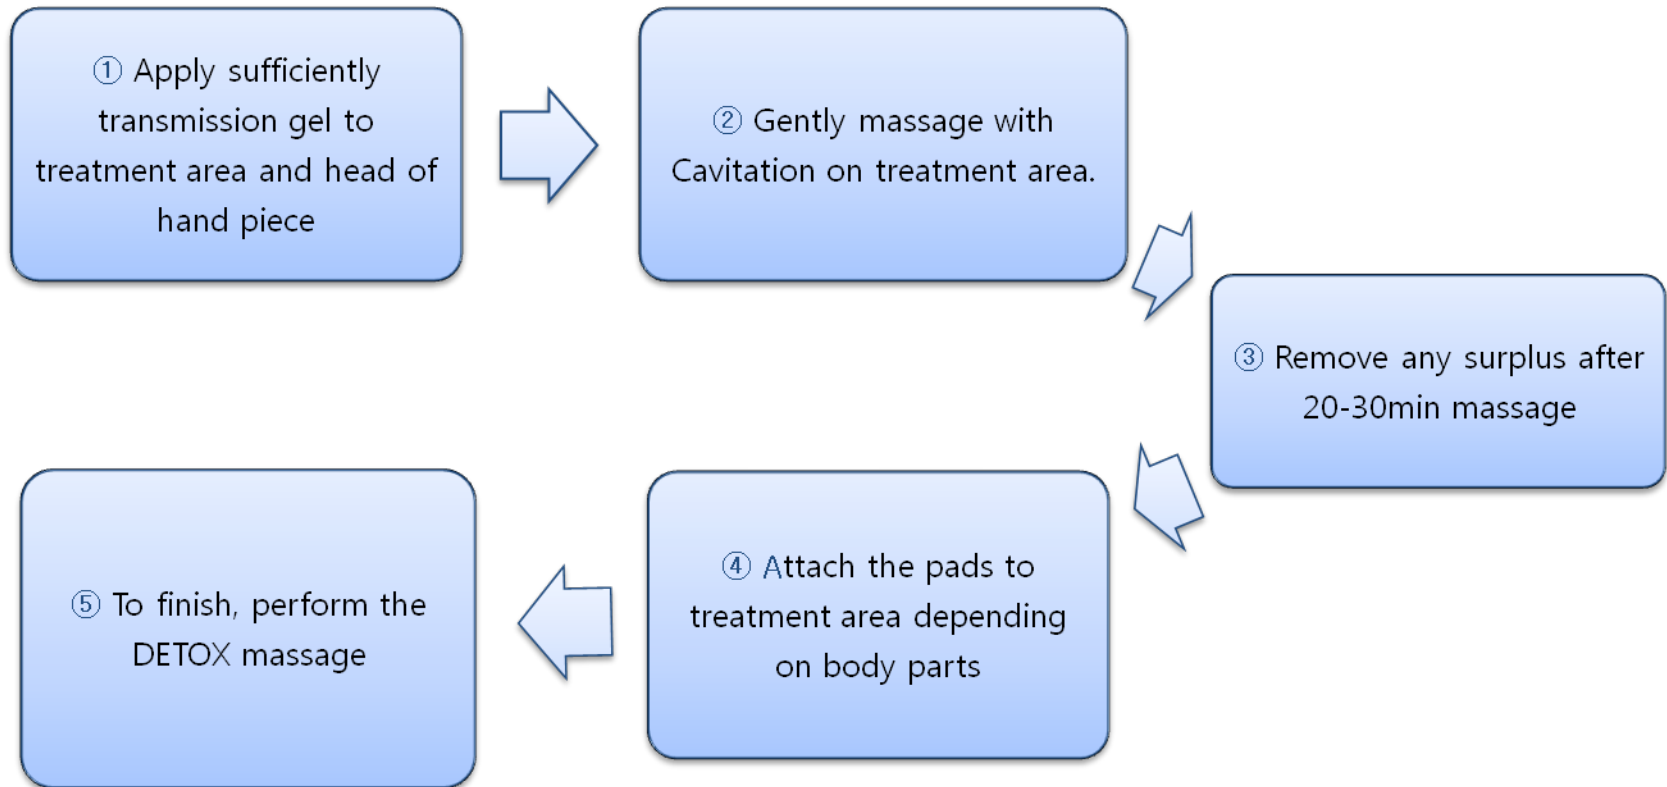 ① Apply sufficiently
transmission gel to
treatment area and head of
hand piece
② Gently massage with
Cavitation on treatment area.
③ Remove any surplus after
20-30min massage
④ Attach the pads to
treatment area depending
on body parts
⑤ To finish, perform the
DETOX massage